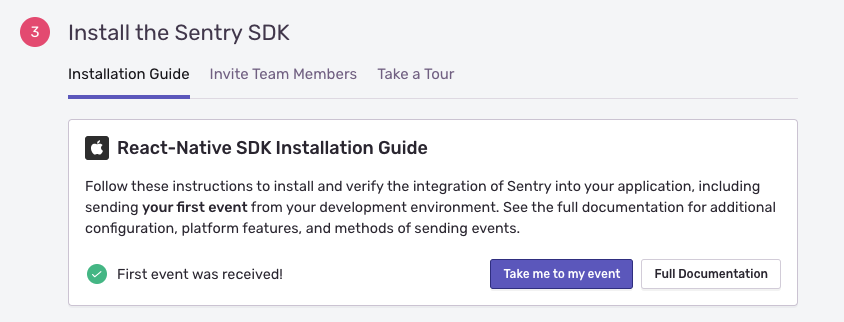 3
Install the Sentry SDK
Installation Guide Invite Team Members Take a Tour
React-Native SDK Installation Guide
Follow these instructions to install and verify the integration of Sentry into your application, including
sending your first event from your development environment. See the full documentation for additional
configuration, platform features, and methods of sending events.
First event was received! Take me to my event Full Documentation